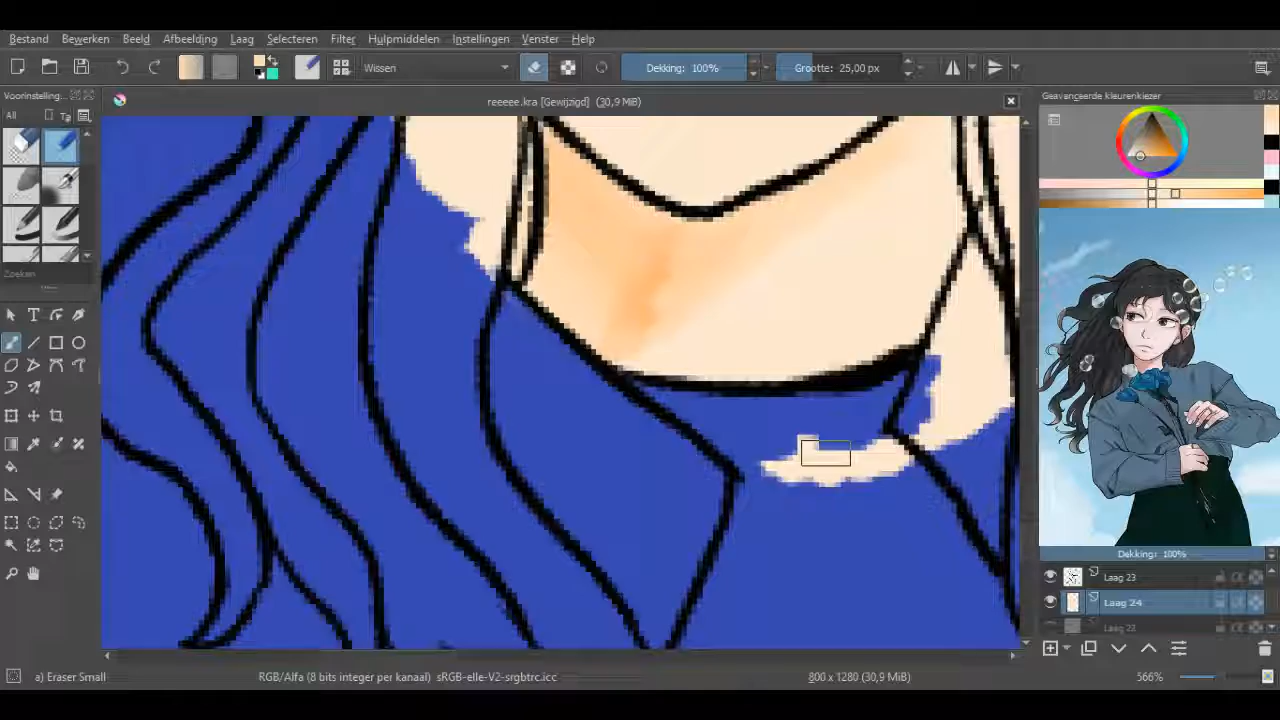 Bestand Bewerken Beeld Afbeelding Laag Selecteren Filter Hulpmiddelen Instellingen Venster Help
Wissen Dekking: 100% Grootte: 25,00 px
Voorinstelling... reeeee.kra [Gewijzigd] (30,9 MiB) Geavanceerde kleurenkiezer
All
Zoeken
Dekking: 100%
Laag 23
Laag 24
Laag 22
a) Eraser Small RGB/Alfa (8 bits integer per kanaal) sRGB-elle-V2-srgbtrc.icc 800 x 1280 (30,9 MiB) 566%